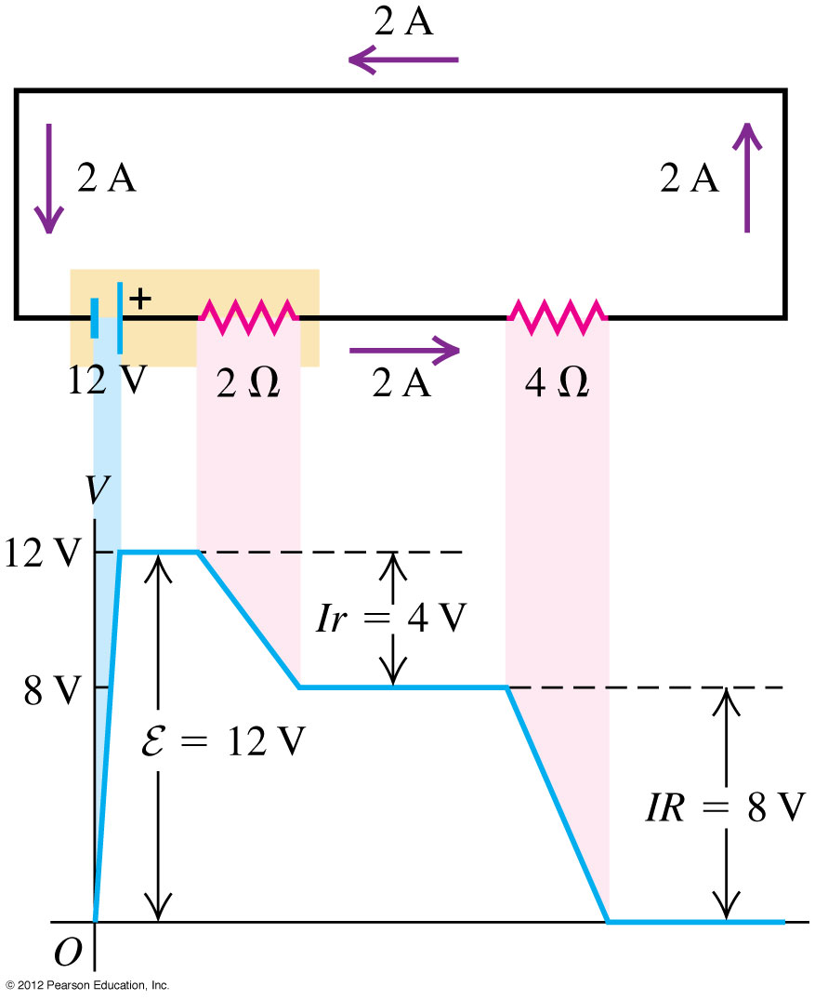 2 A
2 A
2 A
+
12 V
2 Ω
2 A
4 Ω
V
12 V
Ir = 4 V
8 V
ℰ = 12 V
IR = 8 V
O
© 2012 Pearson Education, Inc.